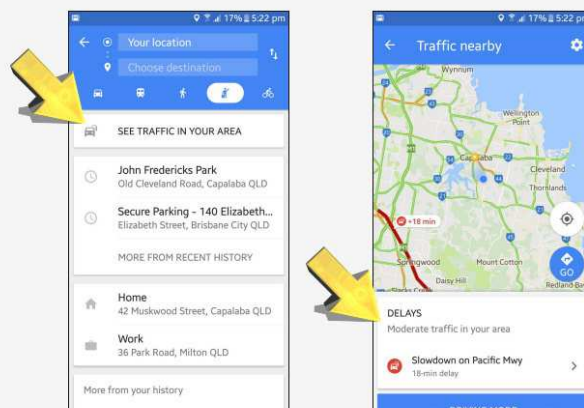 17% 5:22 pm
Your location
Choose destination
SEE TRAFFIC IN YOUR AREA
John Fredericks Park
Old Cleveland Road, Capalaba QLD
Secure Parking - 140 Elizabeth...
Elizabeth Street, Brisbane City QLD
MORE FROM RECENT HISTORY
Home
42 Muskwood Street, Capalaba QLD
Work
36 Park Road, Milton QLD
More from your history
17% 5:22 pm
Traffic nearby
Wynnum
Wellington
Point
Capalaba
Cleveland
Thornlands
+18 min
Springwood
Mount Cotton
GO
Daisy Hill
Redland Bay
Slacks Creek
DELAYS
Moderate traffic in your area
Slowdown on Pacific Mwy
18-min delay